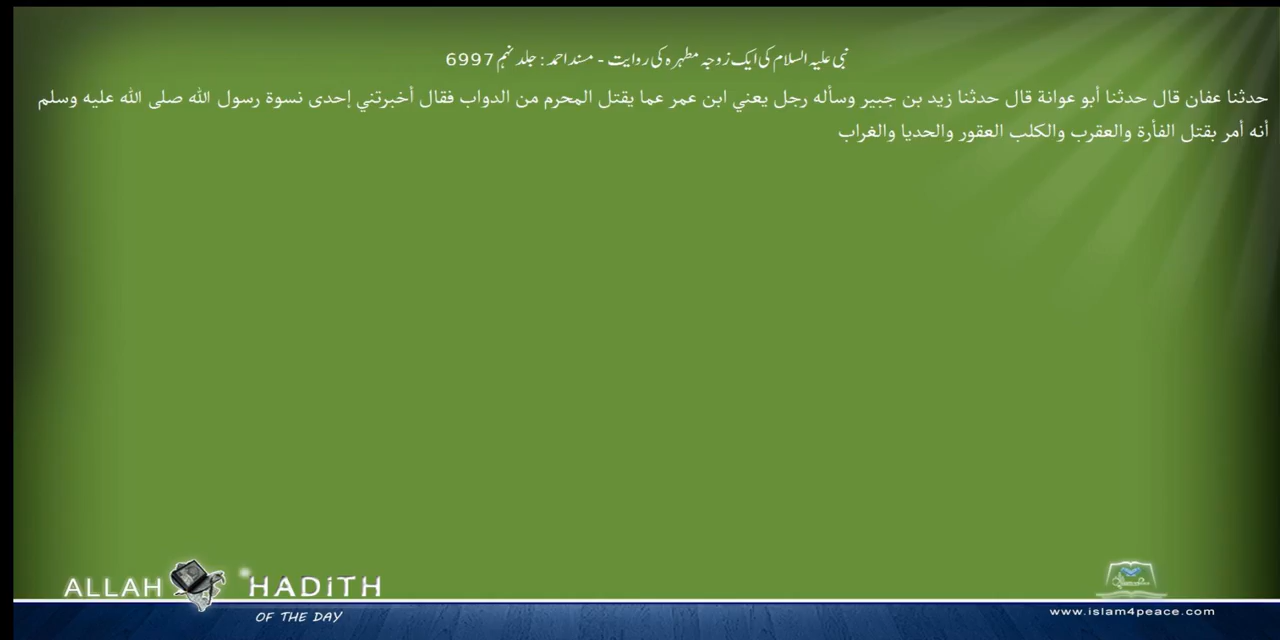 نبی علیہ السلام کی ایک زوجہ مطہرہ کی روایت - مسند احمد : جلد نہم 6997
حدثنا عفان قال حدثنا أبو عوانة قال حدثنا زيد بن جبير وسأله رجل يعني ابن عمر عما يقتل المحرم من الدواب فقال أخبرتني إحدى نسوة رسول الله صلى الله عليه وسلم
أنه أمر بقتل الفأرة والعقرب والكلب العقور والحديا والغراب
ALLAH HADITH
OF THE DAY
www.islam4peace.com